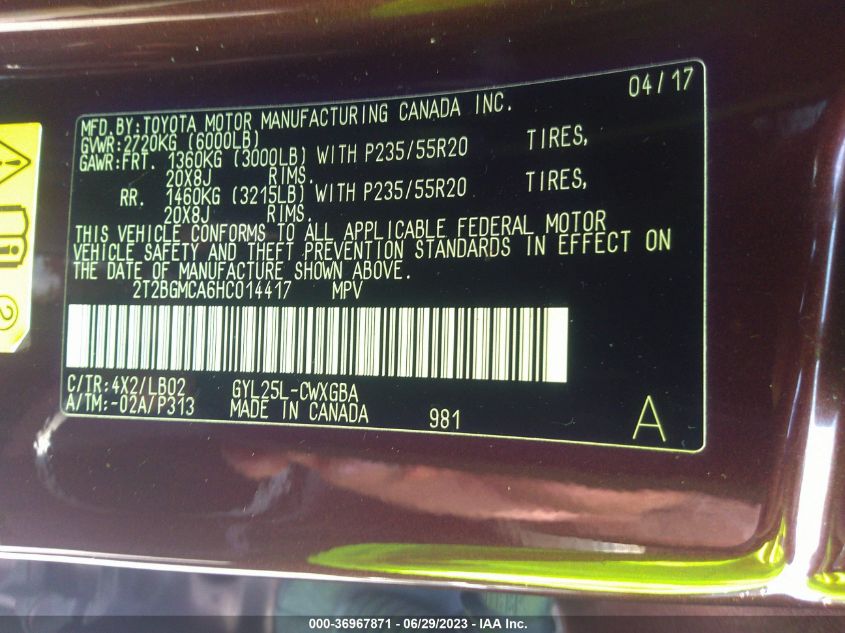 04/17
MFD.BY:TOYOTA MOTOR MANUFACTURING CANADA INC.
GVWR:2720KG (6000LB)
GAWR:FRT. 1360KG (3000LB) WITH P235/55R20 TIRES,
20X8J RIMS.
RR. 1460KG (3215LB) WITH P235/55R20 TIRES,
20X8J RIMS.
THIS VEHICLE CONFORMS TO ALL APPLICABLE FEDERAL MOTOR
VEHICLE SAFETY AND THEFT PREVENTION STANDARDS IN EFFECT ON
THE DATE OF MANUFACTURE SHOWN ABOVE.
2T2BGMCA6HC014417 MPV
C/TR:4X2/LB02 GYL25L-CWXGBA
A/TM:-02A/P313 MADE IN CANADA 981 A
2
000-36967871 / 06/29/2023 - IAA Inc.